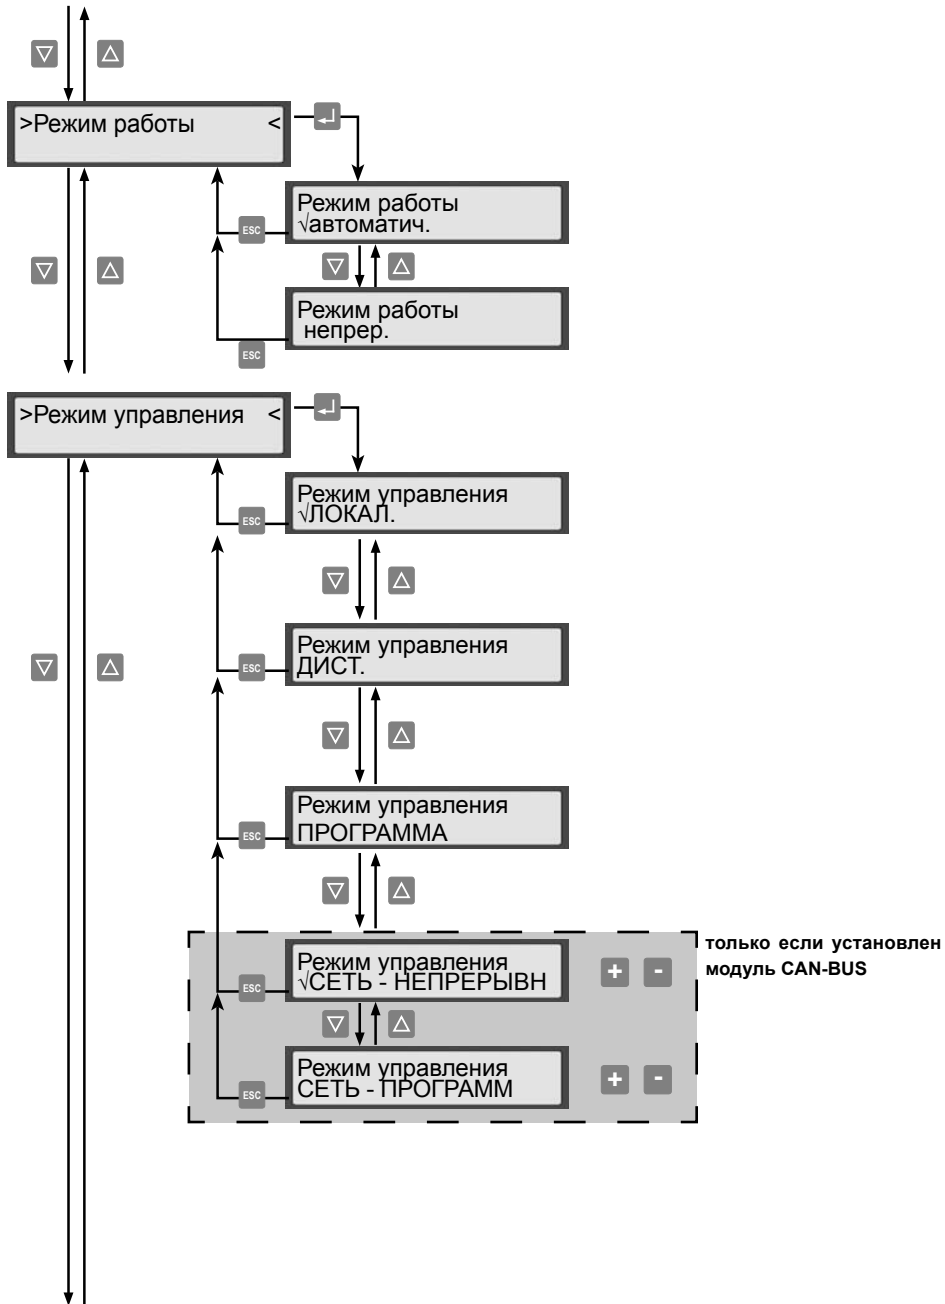 >Режим работы <
Режим работы
√автоматич.
ESC
Режим работы
непрер.
ESC
>Режим управления <
Режим управления
√ЛОКАЛ.
ESC
Режим управления
ДИСТ.
ESC
Режим управления
ПРОГРАММА
ESC
только если установлен
модуль CAN-BUS
Режим управления
√СЕТЬ - НЕПРЕРЫВН
ESC
+ -
Режим управления
СЕТЬ - ПРОГРАММ
ESC
+ -